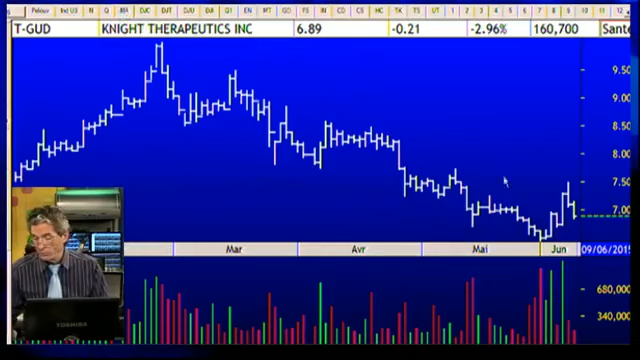 T-GUD KNIGHT THERAPEUTICS INC 6.89 -0.21 -2.96% 160,700 Sante
9.50
9.00
8.50
8.00
7.50
7.00
Mar Avr Mai Jun 09/06/2015
680,000
340,000
TOSHIBA